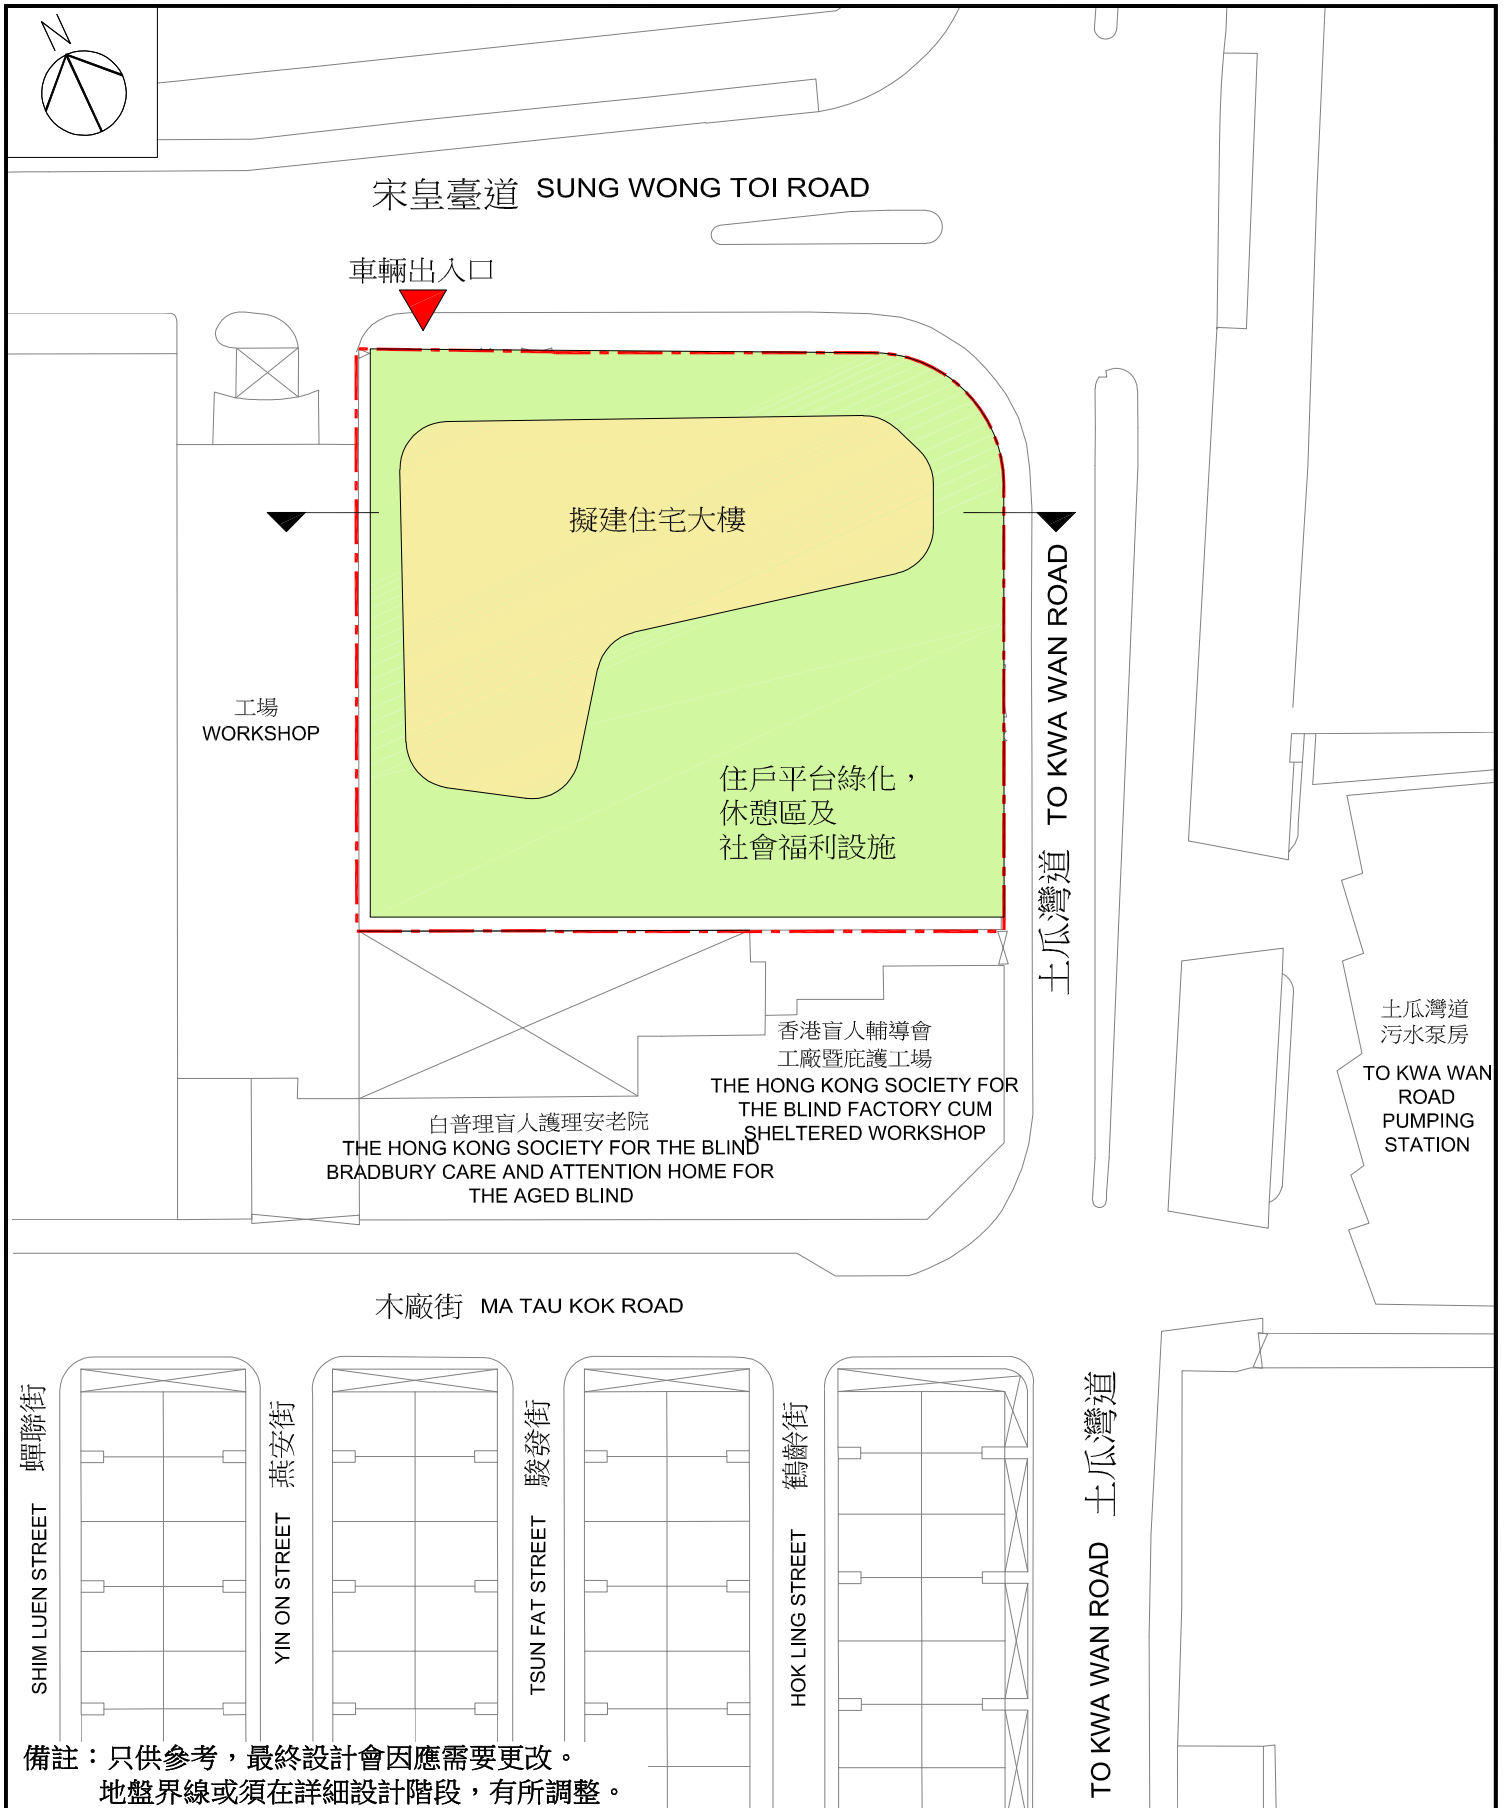 N
宋皇臺道 SUNG WONG TOI ROAD
車輛出入口
擬建住宅大樓
工場
WORKSHOP
住戶平台綠化，
休憩區及
社會福利設施
土瓜灣道 TO KWA WAN ROAD
香港盲人輔導會
工廠暨庇護工場
THE HONG KONG SOCIETY FOR
THE BLIND FACTORY CUM
SHELTERED WORKSHOP
土瓜灣道
污水泵房
TO KWA WAN
ROAD
PUMPING
STATION
白普理盲人護理安老院
THE HONG KONG SOCIETY FOR THE BLIND
BRADBURY CARE AND ATTENTION HOME FOR
THE AGED BLIND
木廠街 MA TAU KOK ROAD
SHIM LUEN STREET 蟬聯街
YIN ON STREET 燕安街
TSUN FAT STREET 駿發街
HOK LING STREET 鶴齡街
TO KWA WAN ROAD 土瓜灣道
備註：只供參考，最終設計會因應需要更改。
地盤界線或須在詳細設計階段，有所調整。